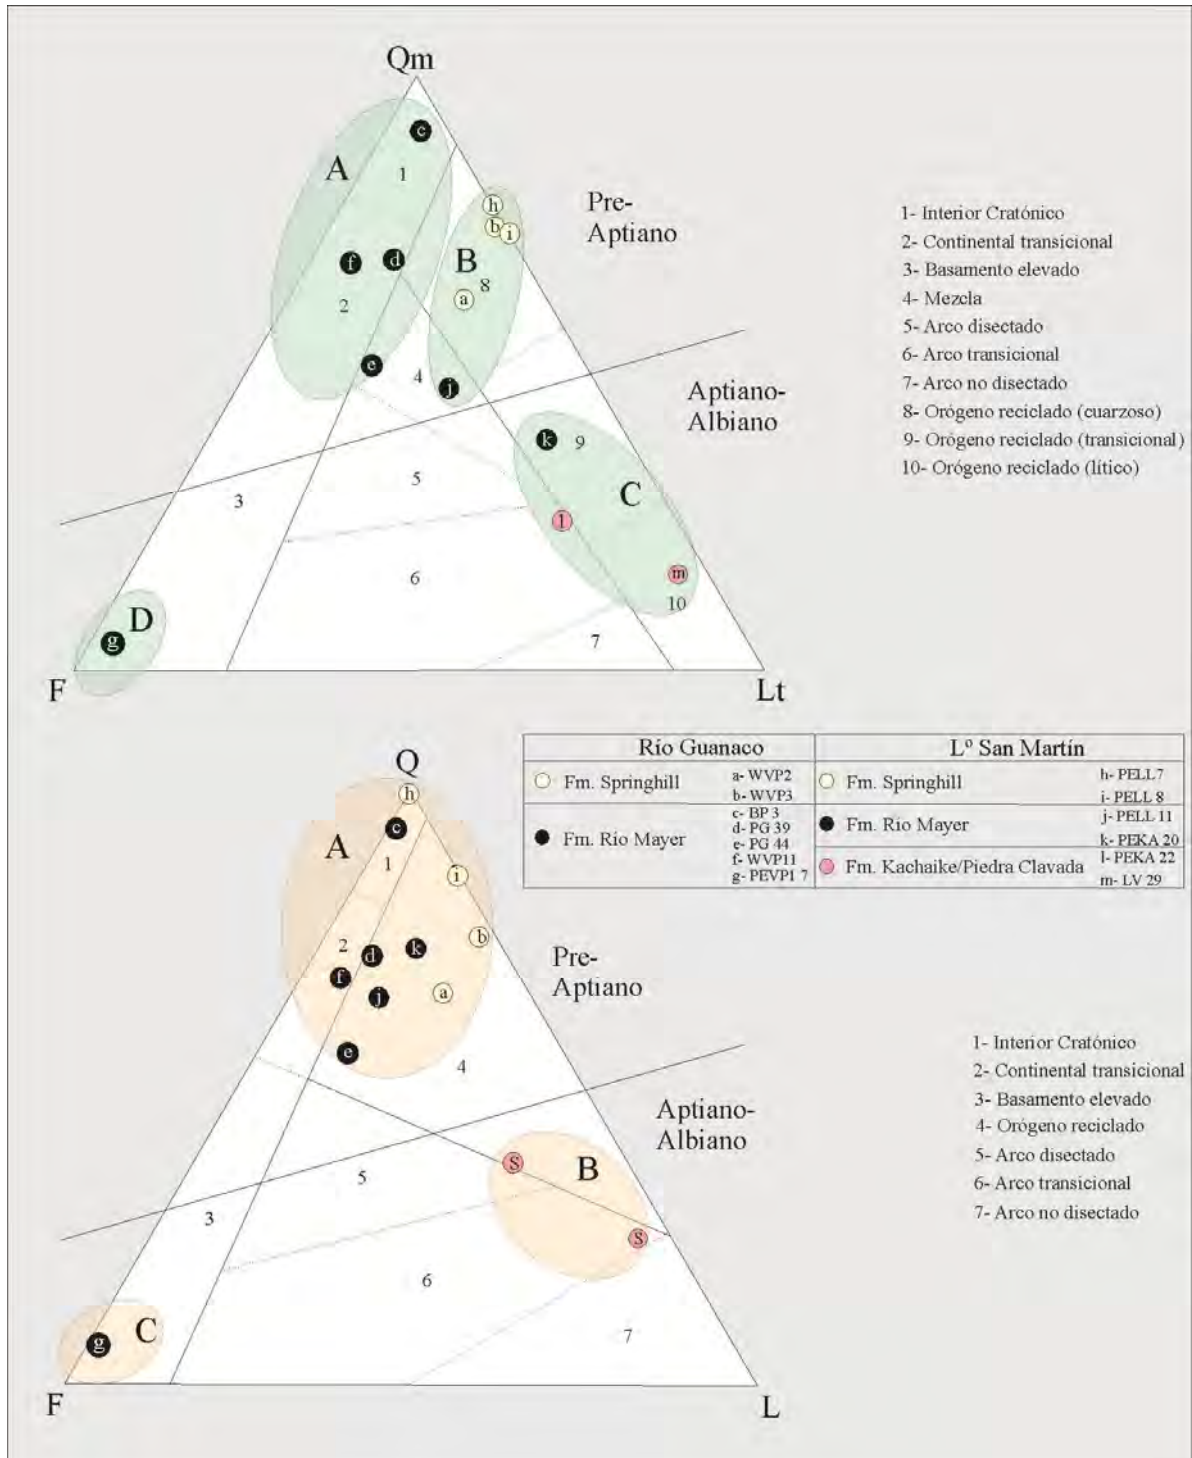 Qm
c
A
1
h
Pre-
Aptiano
b
i
B
f
d
8
2
a
e
4
j
Aptiano-
Albiano
k
9
C
5
3
l
6
m
10
D
g
7
F
Lt
1- Interior Cratónico
2- Continental transicional
3- Basamento elevado
4- Mezcla
5- Arco disectado
6- Arco transicional
7- Arco no disectado
8- Orógeno reciclado (cuarzoso)
9- Orógeno reciclado (transicional)
10- Orógeno reciclado (lítico)
Río Guanaco
Lº San Martín
Fm. Springhill
a- WVP2
b- WVP3
Fm. Springhill
h- PELL7
i- PELL 8
Fm. Río Mayer
c- BP 3
d- PG 39
e- PG 44
f- WVP11
g- PEVP1 7
Fm. Rio Mayer
j- PELL 11
k- PEKA 20
Fm. Kachaike/Piedra Clavada
l- PEKA 22
m- LV 29
Q
h
c
A
1
i
2
d
k
b
f
j
a
Pre-
Aptiano
e
4
Aptiano-
Albiano
S
B
5
3
S
6
C
g
7
F
L
1- Interior Cratónico
2- Continental transicional
3- Basamento elevado
4- Orógeno reciclado
5- Arco disectado
6- Arco transicional
7- Arco no disectado